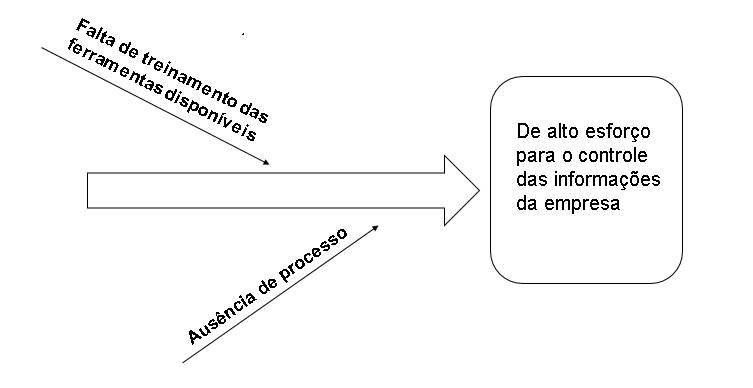 Falta de treinamento das
ferramentas disponíveis
De alto esforço
para o controle
das informações
da empresa
Ausência de processo